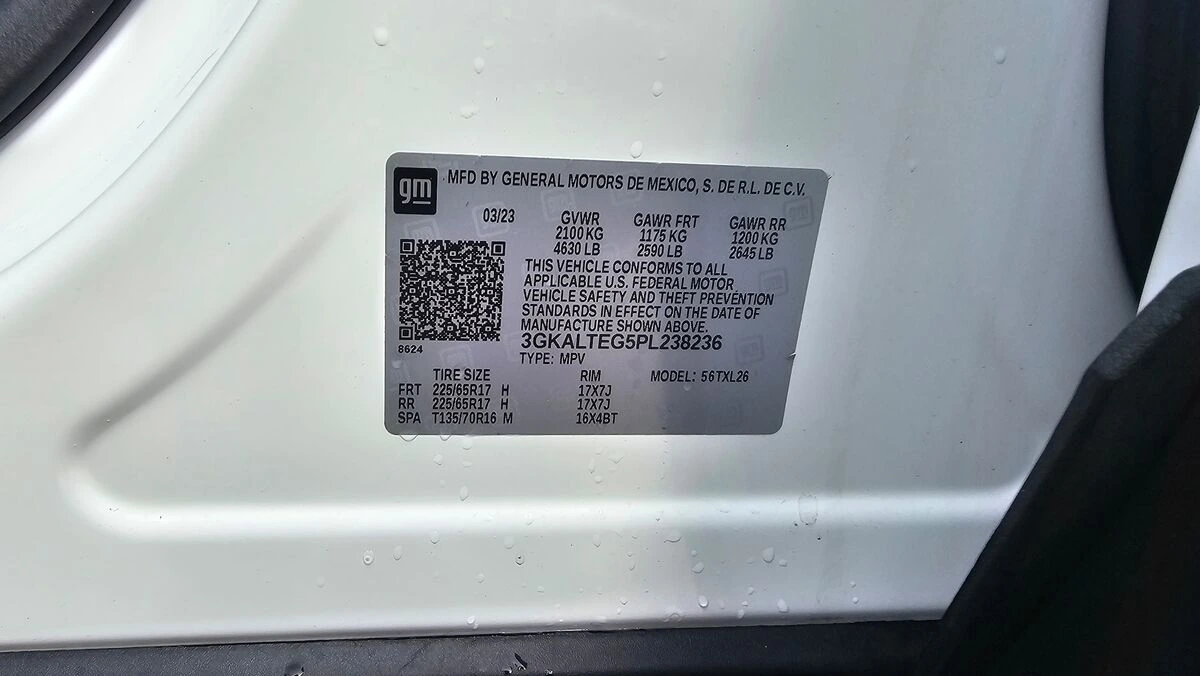 gm
MFD BY GENERAL MOTORS DE MEXICO, S. DE R.L. DE C.V.
03/23 GVWR GAWR FRT GAWR RR
2100 KG 1175 KG 1200 KG
4630 LB 2590 LB 2645 LB
THIS VEHICLE CONFORMS TO ALL
APPLICABLE U.S. FEDERAL MOTOR
VEHICLE SAFETY AND THEFT PREVENTION
STANDARDS IN EFFECT ON THE DATE OF
MANUFACTURE SHOWN ABOVE.
8624
3GKALTEG5PL238236
TYPE: MPV
TIRE SIZE RIM MODEL: 56TXL26
FRT 225/65R17 H 17X7J
RR 225/65R17 H 17X7J
SPA T135/70R16 M 16X4BT